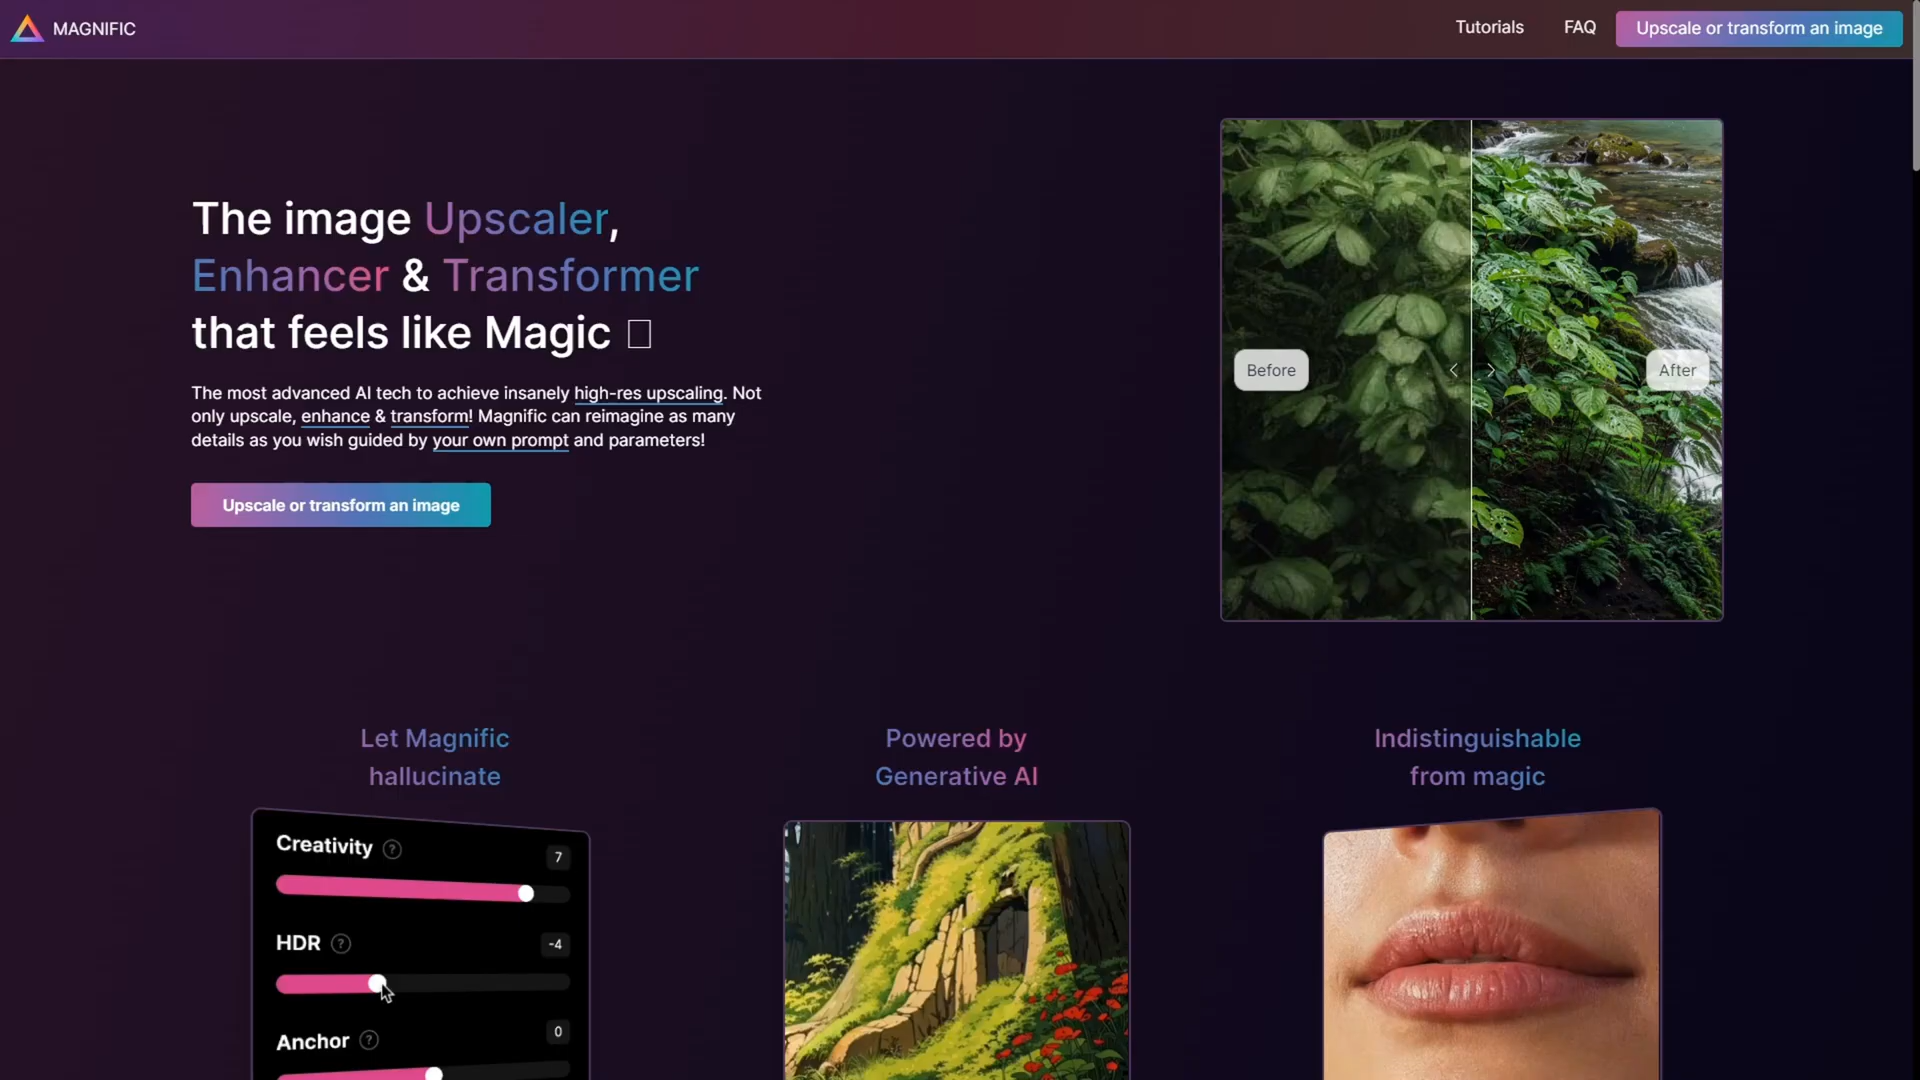 MAGNIFIC
Tutorials
FAQ
Upscale or transform an image
The image Upscaler,
Enhancer & Transformer
that feels like Magic
The most advanced AI tech to achieve insanely high-res upscaling. Not
only upscale, enhance & transform! Magnific can reimagine as many
details as you wish guided by your own prompt and parameters!
Upscale or transform an image
Before
After
Let Magnific
hallucinate
Creativity ?
7
HDR ?
-4
Anchor ?
0
Powered by
Generative AI
Indistinguishable
from magic